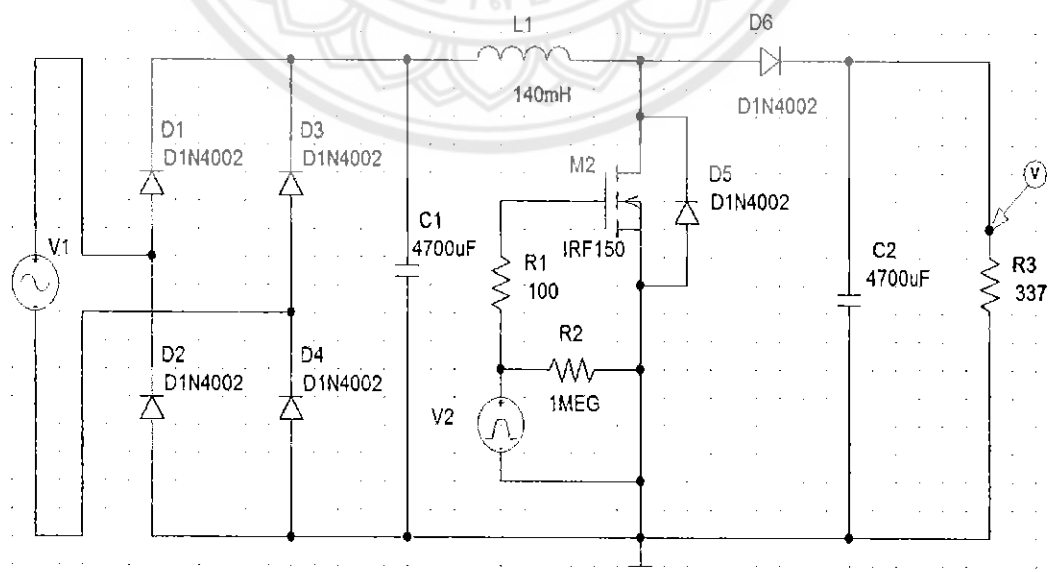 L1
140mH
D6
D1N4002
D1
D1N4002
D3
D1N4002
M2
IRF150
D5
D1N4002
V
V1
C1
4700uF
R1
100
C2
4700uF
R3
337
D2
D1N4002
D4
D1N4002
R2
1MEG
V2